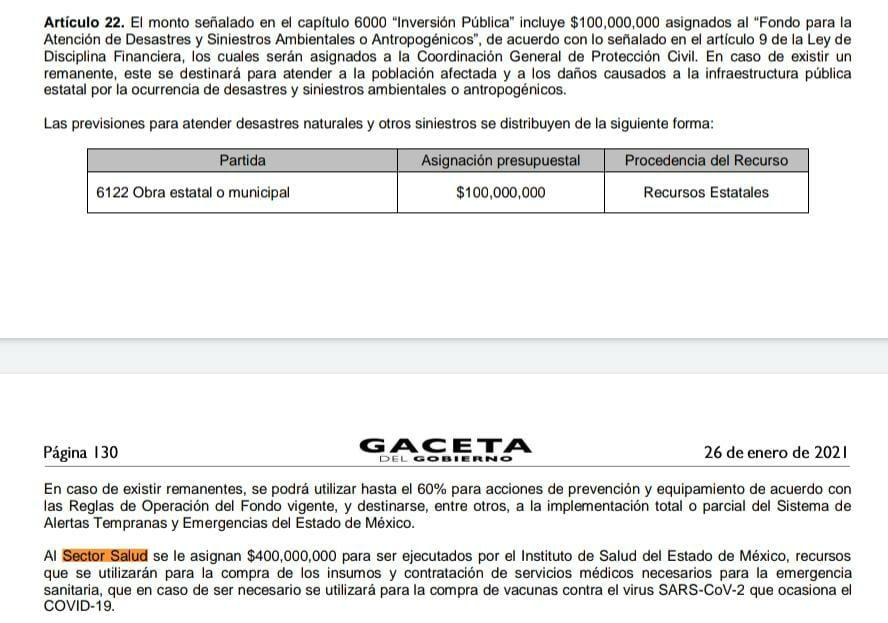 Artículo 22. El monto señalado en el capítulo 6000 “Inversión Pública” incluye $100,000,000 asignados al “Fondo para la
Atención de Desastres y Siniestros Ambientales o Antropogénicos”, de acuerdo con lo señalado en el artículo 9 de la Ley de
Disciplina Financiera, los cuales serán asignados a la Coordinación General de Protección Civil. En caso de existir un
remanente, este se destinará para atender a la población afectada y a los daños causados a la infraestructura pública
estatal por la ocurrencia de desastres y siniestros ambientales o antropogénicos.
Las previsiones para atender desastres naturales y otros siniestros se distribuyen de la siguiente forma:
Partida Asignación presupuestal Procedencia del Recurso
6122 Obra estatal o municipal $100,000,000 Recursos Estatales
Página 130 GACETA 26 de enero de 2021
DEL GOBIERNO
En caso de existir remanentes, se podrá utilizar hasta el 60% para acciones de prevención y equipamiento de acuerdo con
las Reglas de Operación del Fondo vigente, y destinarse, entre otros, a la implementación total o parcial del Sistema de
Alertas Tempranas y Emergencias del Estado de México.
Al Sector Salud se le asignan $400,000,000 para ser ejecutados por el Instituto de Salud del Estado de México, recursos
que se utilizarán para la compra de los insumos y contratación de servicios médicos necesarios para la emergencia
sanitaria, que en caso de ser necesario se utilizará para la compra de vacunas contra el virus SARS-CoV-2 que ocasiona el
COVID-19.